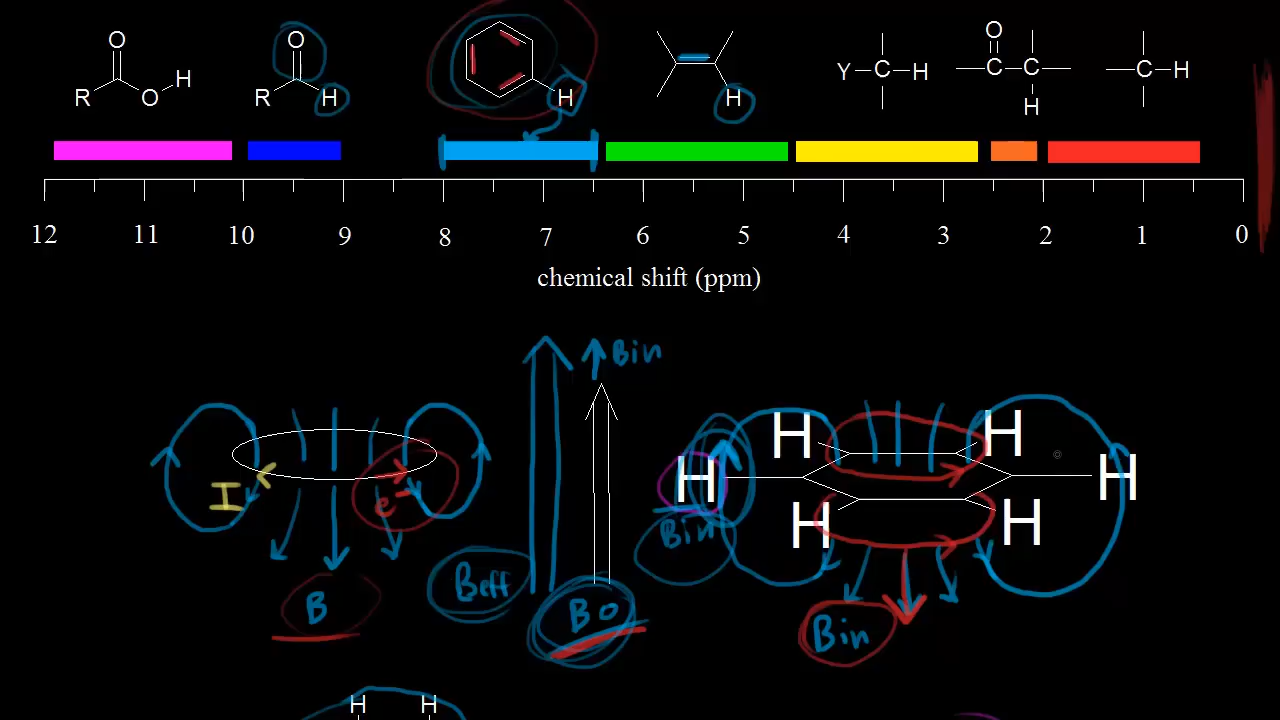 O O O
R O H R H H H Y C H C C H C H
12 11 10 9 8 7 6 5 4 3 2 1 0
chemical shift (ppm)
Bin
H H
I e- H H
Bin H H
Beff B Bo Bin
H H